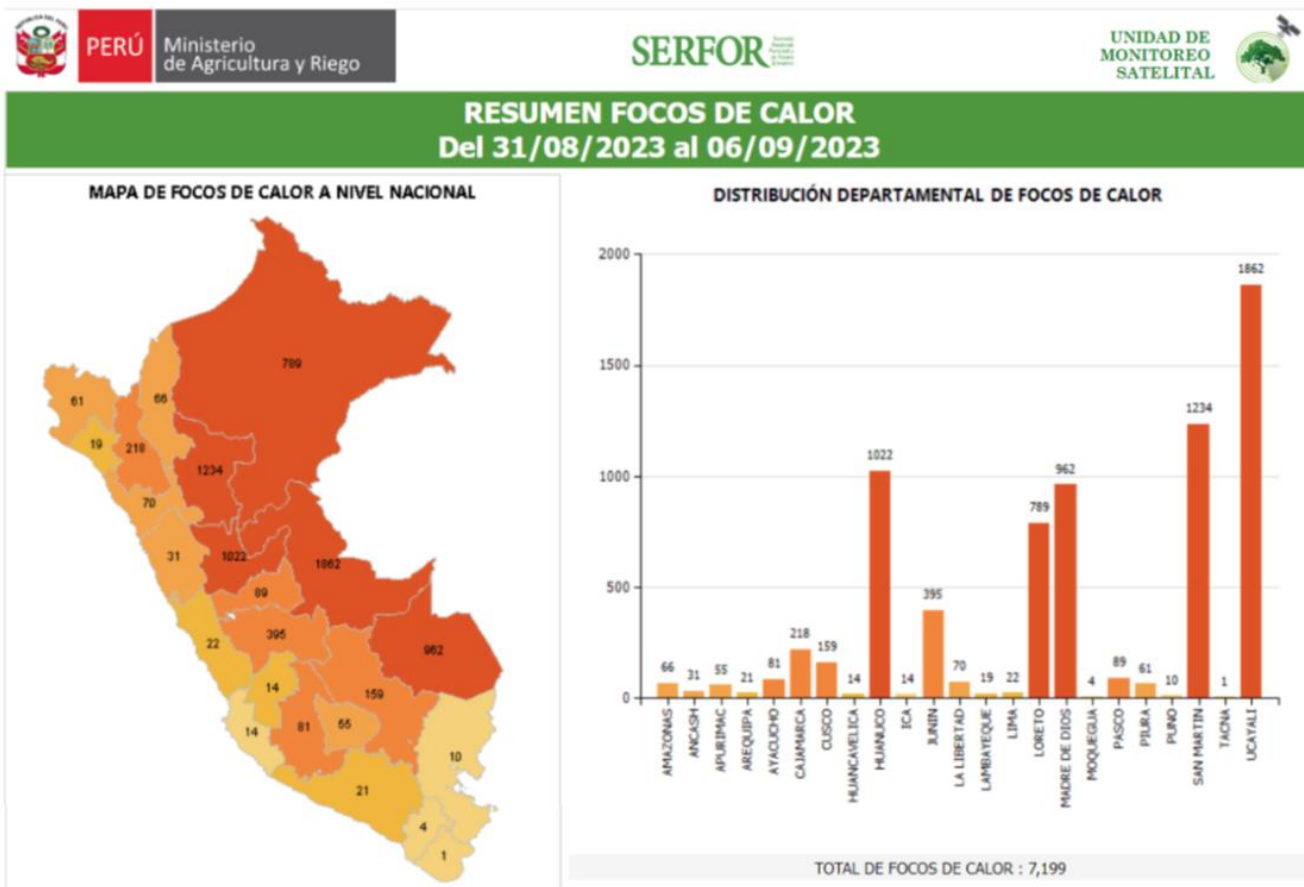 PERÚ
Ministerio
de Agricultura y Riego
SERFOR
UNIDAD DE
MONITOREO
SATELITAL
RESUMEN FOCOS DE CALOR
Del 31/08/2023 al 06/09/2023
MAPA DE FOCOS DE CALOR A NIVEL NACIONAL
789
61
66
19
218
1234
70
31
1022
1862
89
22
395
962
14
159
14
81
55
10
21
4
1
DISTRIBUCIÓN DEPARTAMENTAL DE FOCOS DE CALOR
2000
1500
1000
500
0
66
31
55
21
81
218
159
14
1022
14
395
70
19
22
789
962
4
89
61
10
1234
1
1862
AMAZONAS
ANCASH
APURIMAC
AREQUIPA
AYACUCHO
CAJAMARCA
CUSCO
HUANCAVELICA
HUANUCO
ICA
JUNIN
LA LIBERTAD
LAMBAYEQUE
LIMA
LORETO
MADRE DE DIOS
MOQUEGUA
PASCO
PIURA
PUNO
SAN MARTIN
TACNA
UCAYALI
TOTAL DE FOCOS DE CALOR : 7,199